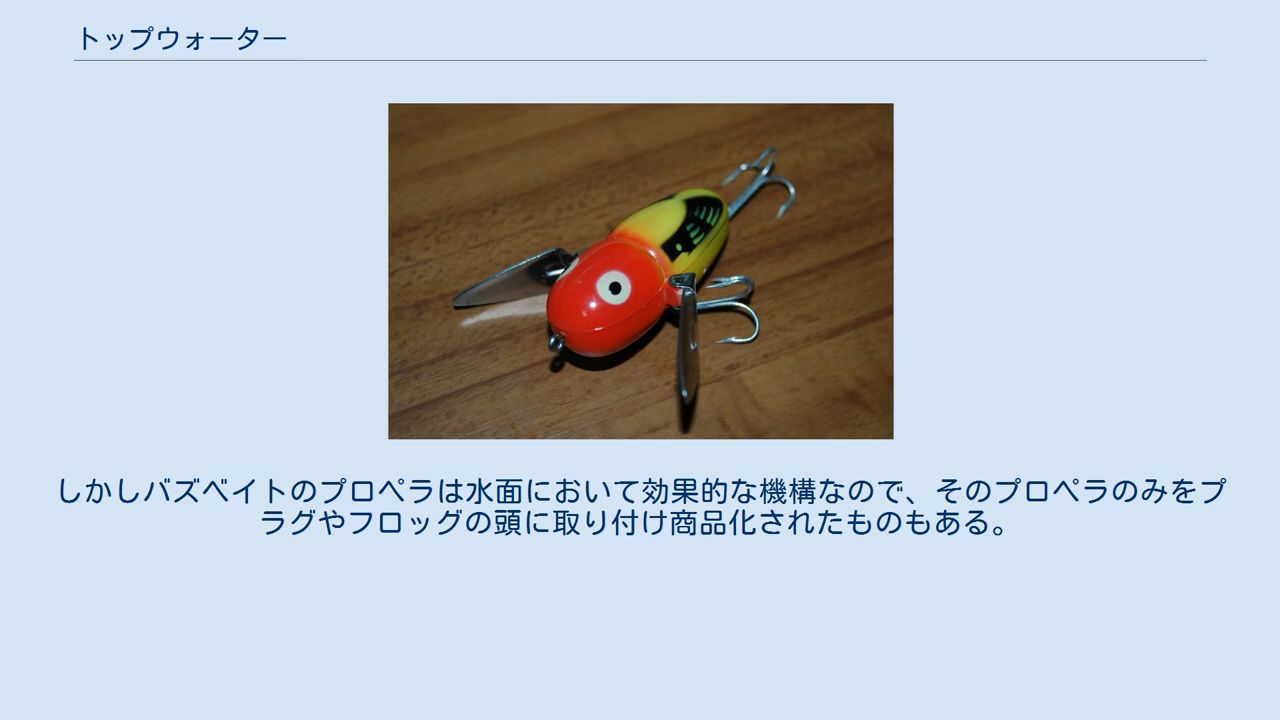 トップウォーター
しかしバズベイトのプロペラは水面において効果的な機構なので、そのプロペラのみをプ
ラグやフロッグの頭に取り付け商品化されたものもある。